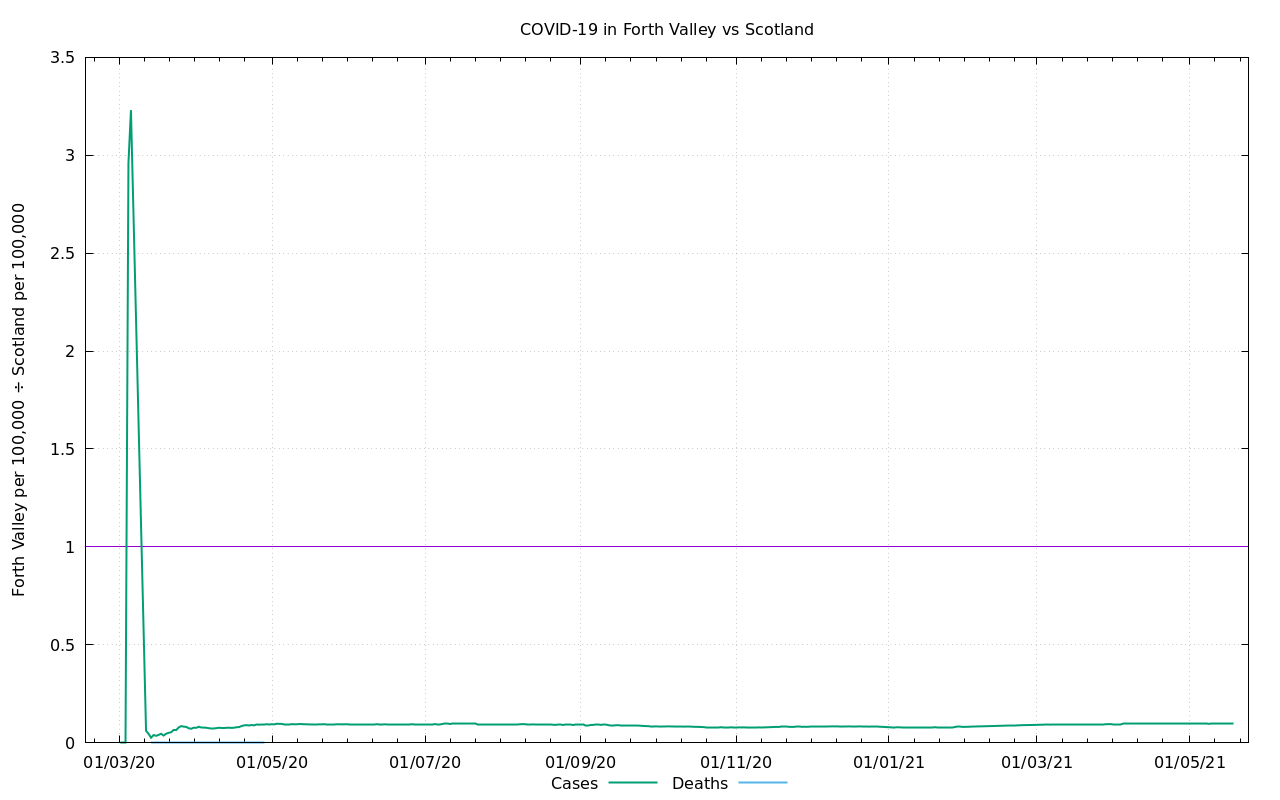 COVID-19 in Forth Valley vs Scotland
Forth Valley per 100,000 ÷ Scotland per 100,000
3.5
3
2.5
2
1.5
1
0.5
0
01/03/20 01/05/20 01/07/20 01/09/20 01/11/20 01/01/21 01/03/21 01/05/21
Cases Deaths